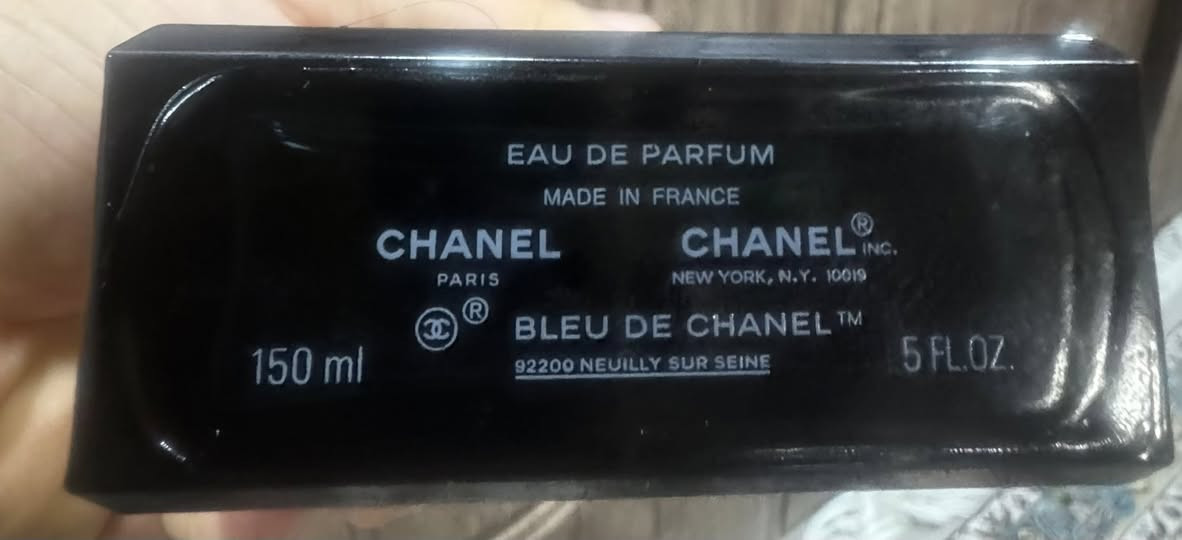 EAU DE PARFUM
MADE IN FRANCE
CHANEL CHANEL® INC.
PARIS NEW YORK, N.Y. 10019
® BLEU DE CHANEL™
150 ml 92200 NEUILLY SUR SEINE 5 FL.OZ.